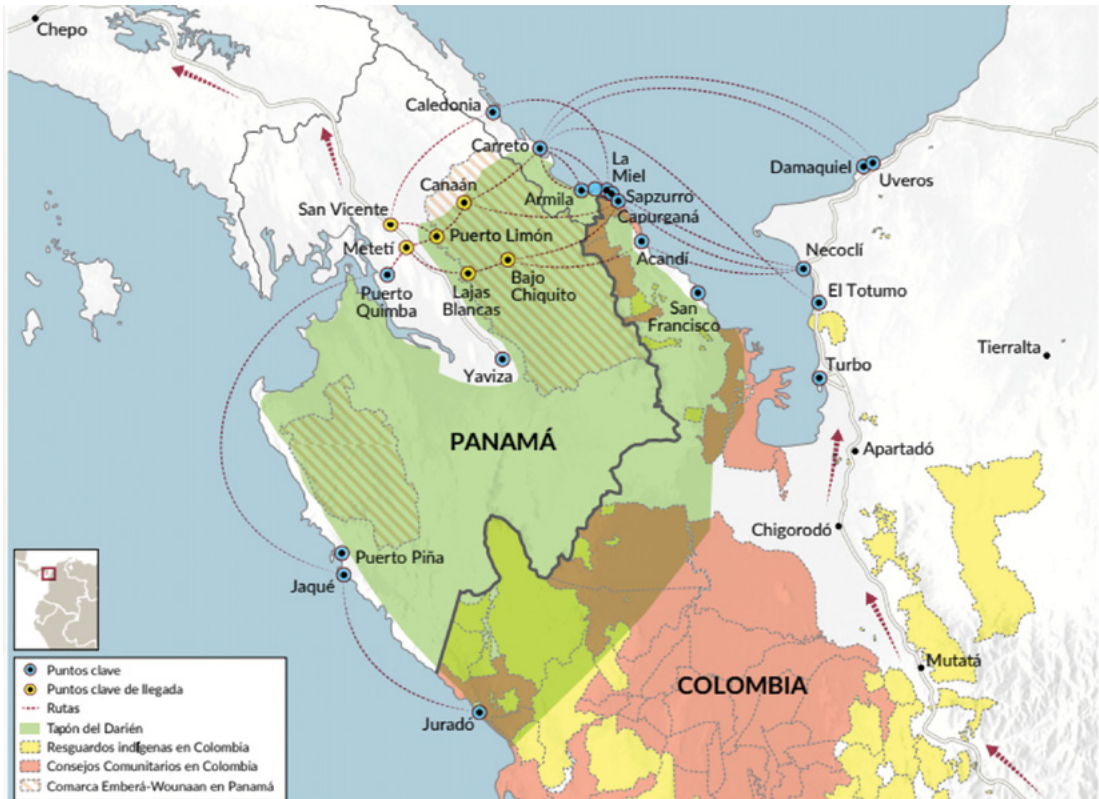 Chepo
Caledonia
Carreto
La
Miel
Damaquiel
Uveros
Canaán
Armila
Sapzurro
Capurganá
San Vicente
Puerto Limón
Metetí
Acandí
Necoclí
Bajo
Chiquito
Puerto
Quimba
Lajas
Blancas
El Totumo
San
Francisco
Tierralta
Yaviza
Turbo
PANAMÁ
Apartadó
Chigorodó
Puerto Piña
Jaqué
Mutatá
COLOMBIA
Juradó
Puntos clave
Puntos clave de llegada
Rutas
Tapón del Darién
Resguardos indígenas en Colombia
Consejos Comunitarios en Colombia
Comarca Emberá-Wounaan en Panamá